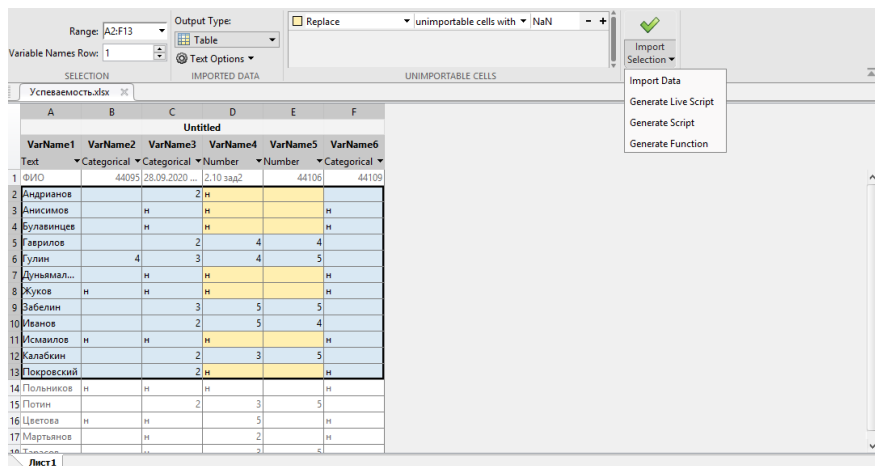 Range: A2:F13
Variable Names Row: 1
SELECTION
Output Type:
Table
Text Options
IMPORTED DATA
Replace unimportable cells with NaN - +
UNIMPORTABLE CELLS
Import
Selection
Import Data
Generate Live Script
Generate Script
Generate Function
Успеваемость.xlsx
A B C D E F
Untitled
VarName1 VarName2 VarName3 VarName4 VarName5 VarName6
Text Categorical Categorical Number Number Categorical
1 ФИО 44095 28.09.2020 ... 2.10 зад2 44106 44109
2 Андрианов 2 н
3 Анисимов н н н
4 Булавинцев н н н
5 Гаврилов 2 4 4
6 Гулин 4 3 4 5
7 Дуньямал... н н н
8 Жуков н н н н
9 Забелин 3 5 5
10 Иванов 2 5 4
11 Исмаилов н н н н
12 Калабкин 2 3 5
13 Покровский 2 н н
14 Польников н н н н
15 Потин 2 3 5
16 Цветова н н 5 н
17 Мартьянов н 2 н
18 Тарасов н 3 5
Лист1